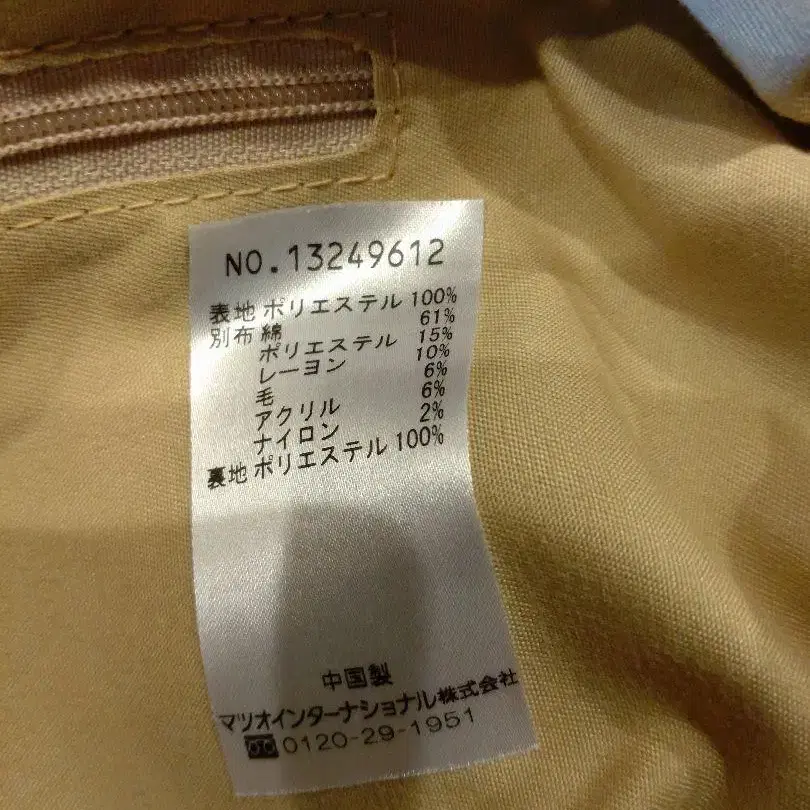 NO.13249612
表地 ポリエステル 100%
別布 綿 61%
ポリエステル 15%
レーヨン 10%
毛 6%
アクリル 6%
ナイロン 2%
裏地 ポリエステル 100%
中国製
マツオインターナショナル株式会社
0120-29-1951